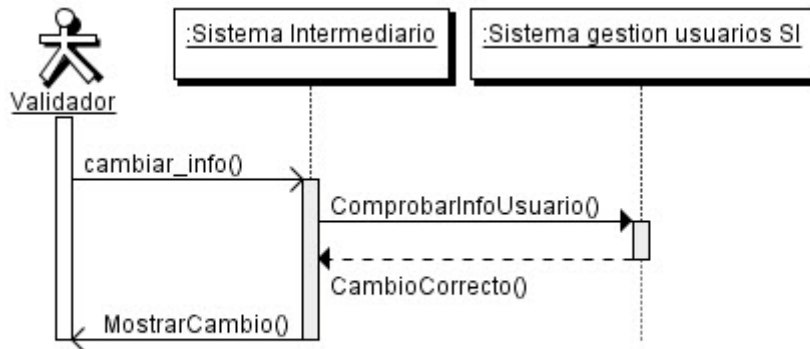 :Sistema Intermediario
:Sistema gestion usuarios SI
Validador
cambiar_info()
ComprobarInfoUsuario()
CambioCorrecto()
MostrarCambio()